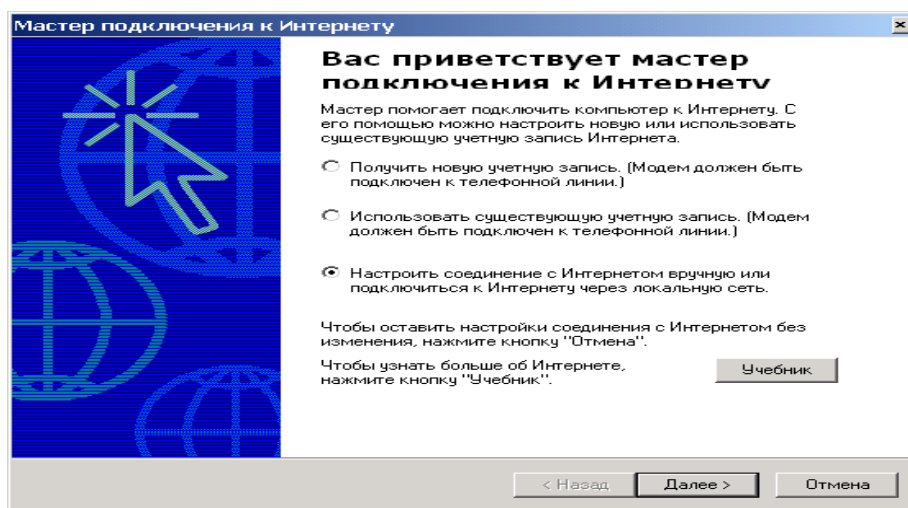 Мастер подключения к Интернету
Вас приветствует мастер
подключения к Интернету
Мастер помогает подключить компьютер к Интернету. С
его помощью можно настроить новую или использовать
существующую учетную запись Интернета.
Получить новую учетную запись. (Модем должен быть
подключен к телефонной линии.)
Использовать существующую учетную запись. (Модем
должен быть подключен к телефонной линии.)
Настроить соединение с Интернетом вручную или
подключиться к Интернету через локальную сеть.
Чтобы оставить настройки соединения с Интернетом без
изменения, нажмите кнопку "Отмена".
Чтобы узнать больше об Интернете,
нажмите кнопку "Учебник".
Учебник
< Назад
Далее >
Отмена